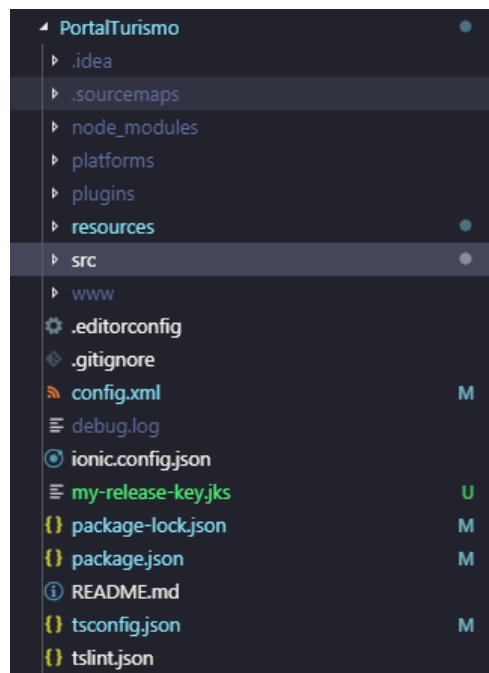 PortalTurismo
.idea
.sourcemaps
node_modules
platforms
plugins
resources
src
www
.editorconfig
.gitignore
config.xml M
debug.log
ionic.config.json
my-release-key.jks U
{} package-lock.json M
{} package.json M
README.md
{} tsconfig.json M
{} tslint.json